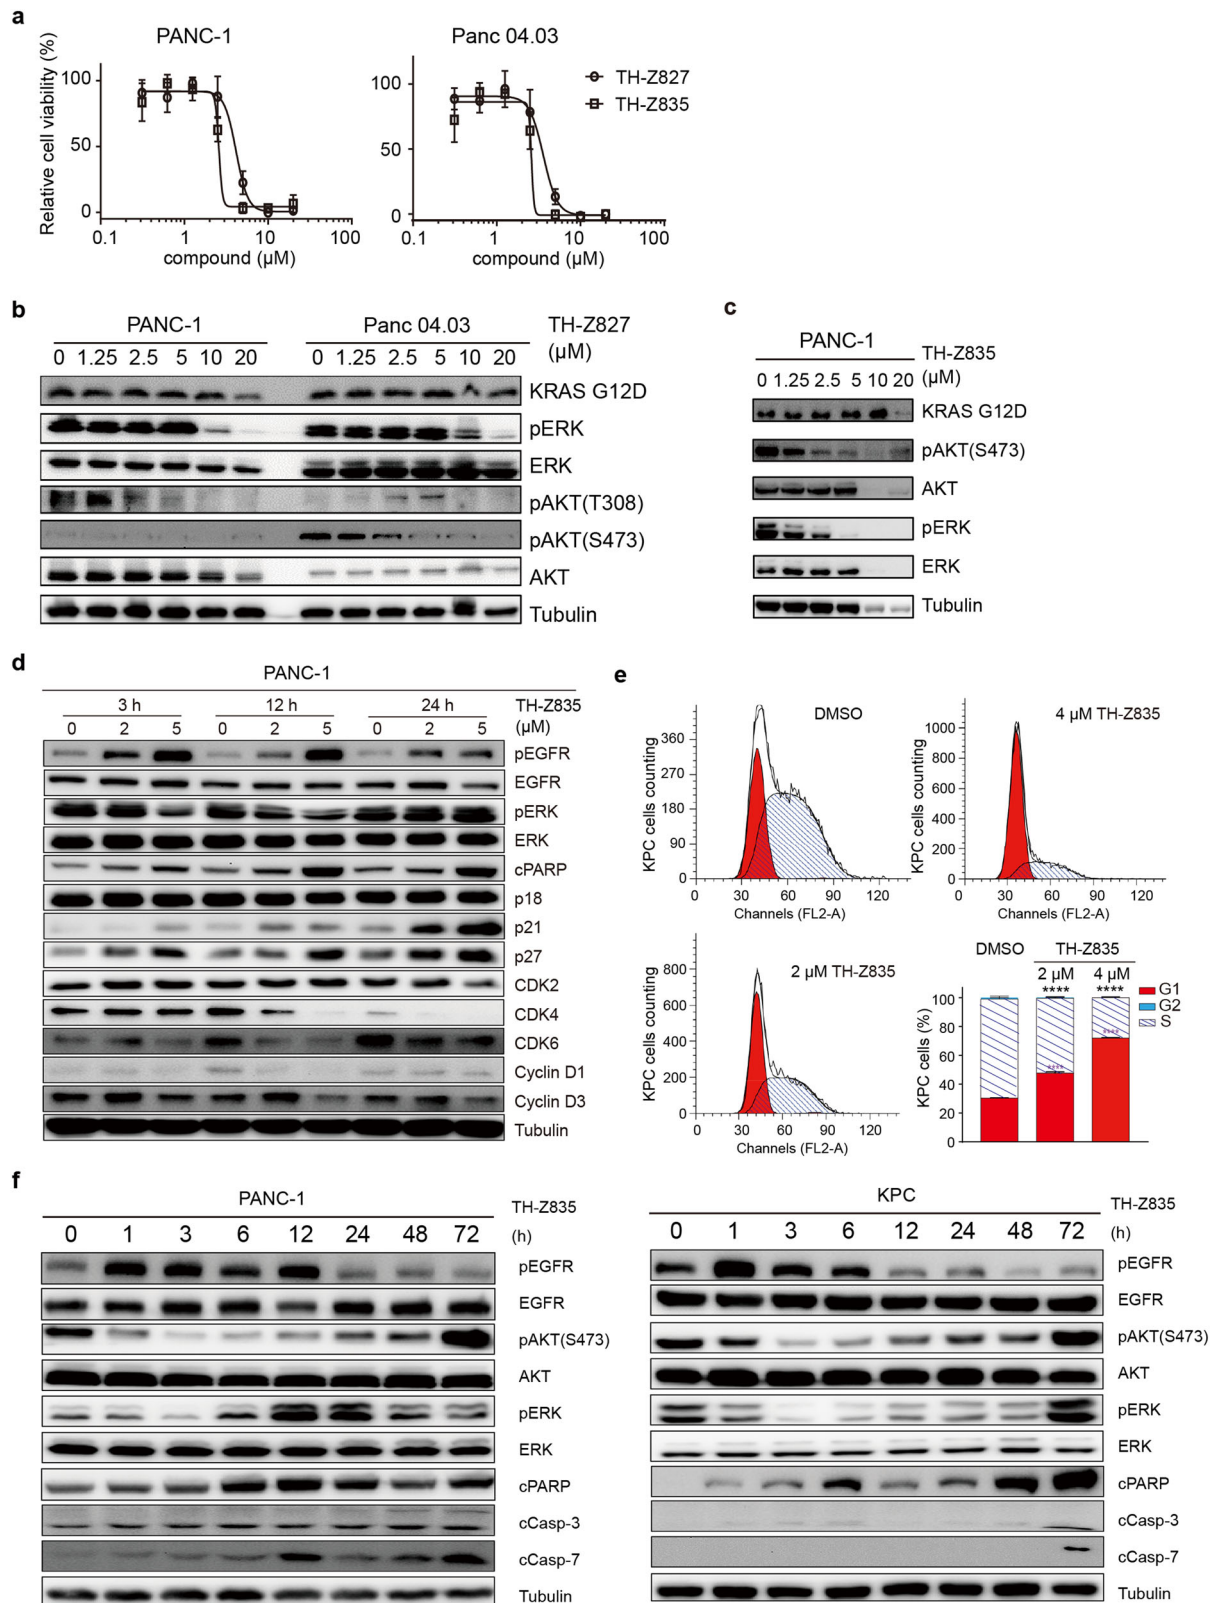 a
PANC-1
Panc 04.03
Relative cell viability (%)
100
50
0
0.1 1 10 100
compound (µM)
100
50
0
0.1 1 10 100
compound (µM)
TH-Z827
TH-Z835
b
PANC-1 Panc 04.03 TH-Z827
0 1.25 2.5 5 10 20 0 1.25 2.5 5 10 20 (µM)
KRAS G12D
pERK
ERK
pAKT(T308)
pAKT(S473)
AKT
Tubulin
c
PANC-1
TH-Z835
0 1.25 2.5 5 10 20 (µM)
KRAS G12D
pAKT(S473)
AKT
pERK
ERK
Tubulin
d
PANC-1
3 h 12 h 24 h TH-Z835
0 2 5 0 2 5 0 2 5 (µM)
pEGFR
EGFR
pERK
ERK
cPARP
p18
p21
p27
CDK2
CDK4
CDK6
Cyclin D1
Cyclin D3
Tubulin
e
DMSO
KPC cells counting
360
270
180
90
0
0 30 60 90 120
Channels (FL2-A)
4 µM TH-Z835
KPC cells counting
1000
800
600
400
200
0
0 30 60 90 120
Channels (FL2-A)
2 µM TH-Z835
KPC cells counting
800
600
400
200
0
0 30 60 90 120
Channels (FL2-A)
DMSO TH-Z835
2 µM 4 µM
**** ****
KPC cells (%)
100
80
60
40
20
0
****
****
G1
G2
S
f
PANC-1
TH-Z835
0 1 3 6 12 24 48 72 (h)
pEGFR
EGFR
pAKT(S473)
AKT
pERK
ERK
cPARP
cCasp-3
cCasp-7
Tubulin
KPC
TH-Z835
0 1 3 6 12 24 48 72 (h)
pEGFR
EGFR
pAKT(S473)
AKT
pERK
ERK
cPARP
cCasp-3
cCasp-7
Tubulin